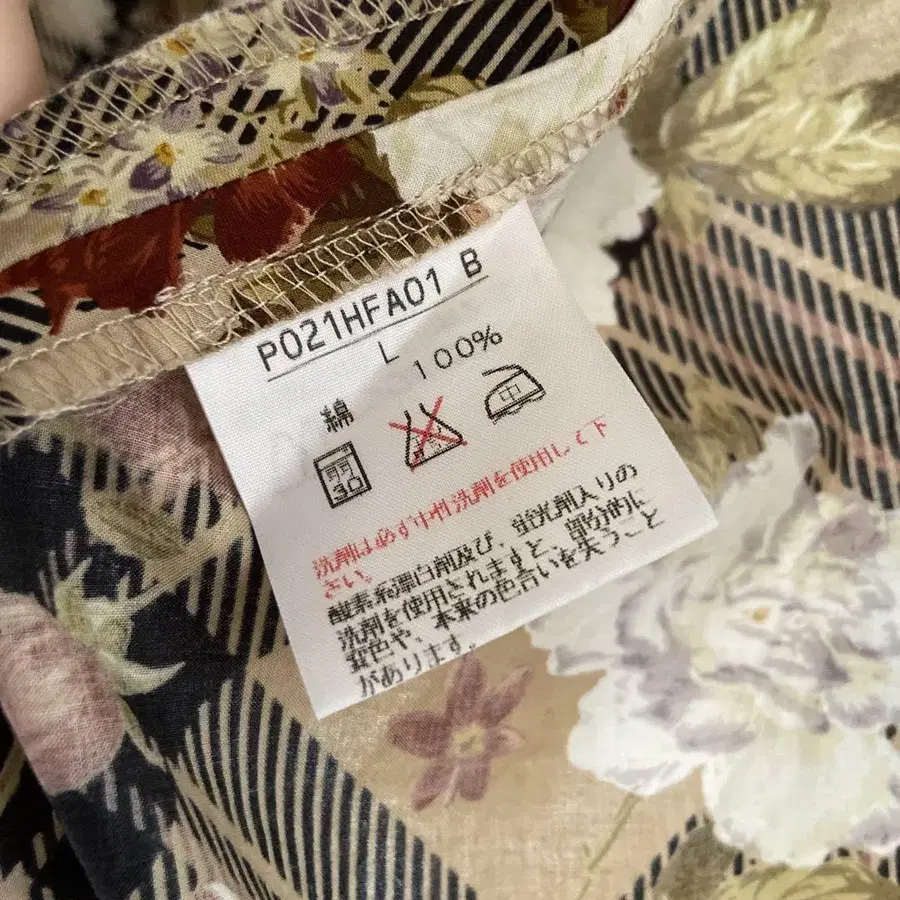 P021HFA01 B
L
綿 100%
弱 30
中
洗剤は必ず中性洗剤を使用して下
さい。
酸素系漂白剤及び、蛍光剤入りの
洗剤を使用されますと、部分的に
変色や、本来の色合いを失うこと
があります。